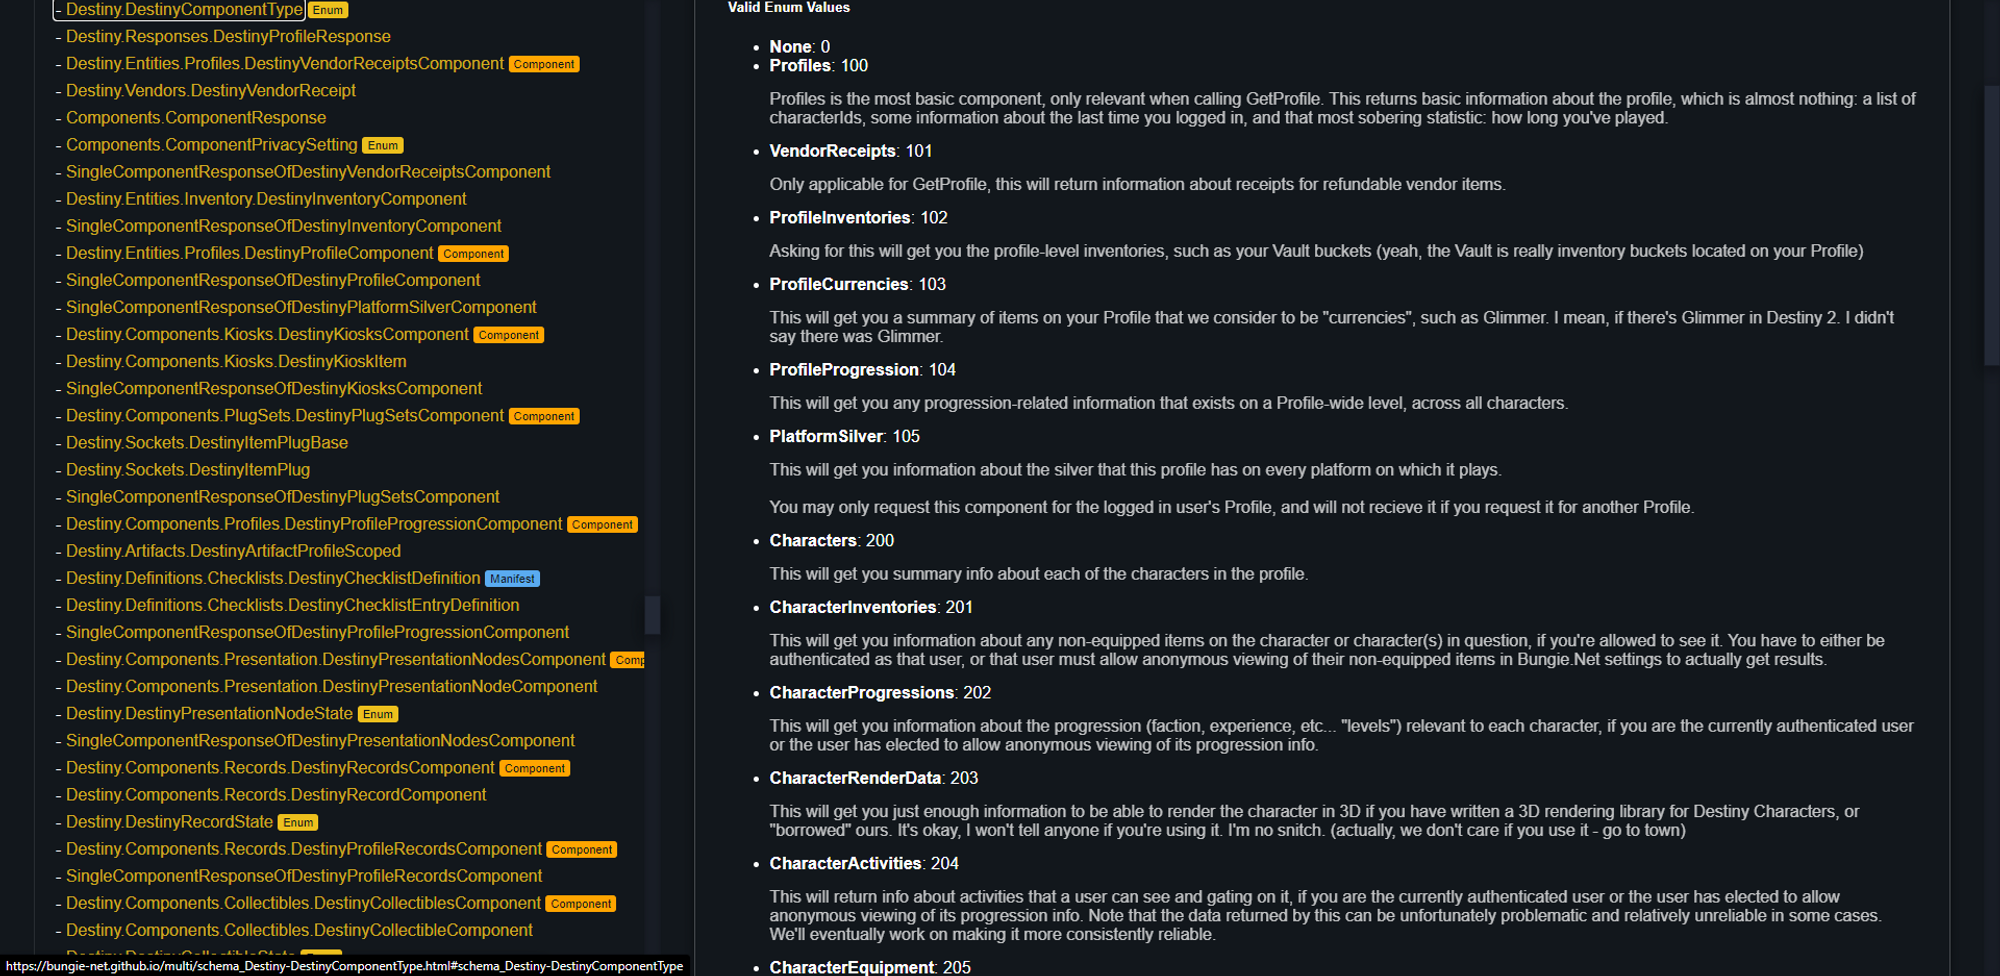 - Destiny.DestinyComponentType Enum
- Destiny.Responses.DestinyProfileResponse
- Destiny.Entities.Profiles.DestinyVendorReceiptsComponent Component
- Destiny.Vendors.DestinyVendorReceipt
- Components.ComponentResponse
- Components.ComponentPrivacySetting Enum
- SingleComponentResponseOfDestinyVendorReceiptsComponent
- Destiny.Entities.Inventory.DestinyInventoryComponent
- SingleComponentResponseOfDestinyInventoryComponent
- Destiny.Entities.Profiles.DestinyProfileComponent Component
- SingleComponentResponseOfDestinyProfileComponent
- SingleComponentResponseOfDestinyPlatformSilverComponent
- Destiny.Components.Kiosks.DestinyKiosksComponent Component
- Destiny.Components.Kiosks.DestinyKioskItem
- SingleComponentResponseOfDestinyKiosksComponent
- Destiny.Components.PlugSets.DestinyPlugSetsComponent Component
- Destiny.Sockets.DestinyItemPlugBase
- Destiny.Sockets.DestinyItemPlug
- SingleComponentResponseOfDestinyPlugSetsComponent
- Destiny.Components.Profiles.DestinyProfileProgressionComponent Component
- Destiny.Artifacts.DestinyArtifactProfileScoped
- Destiny.Definitions.Checklists.DestinyChecklistDefinition Manifest
- Destiny.Definitions.Checklists.DestinyChecklistEntryDefinition
- SingleComponentResponseOfDestinyProfileProgressionComponent
- Destiny.Components.Presentation.DestinyPresentationNodesComponent Comp
- Destiny.Components.Presentation.DestinyPresentationNodeComponent
- Destiny.DestinyPresentationNodeState Enum
- SingleComponentResponseOfDestinyPresentationNodesComponent
- Destiny.Components.Records.DestinyRecordsComponent Component
- Destiny.Components.Records.DestinyRecordComponent
- Destiny.DestinyRecordState Enum
- Destiny.Components.Records.DestinyProfileRecordsComponent Component
- SingleComponentResponseOfDestinyProfileRecordsComponent
- Destiny.Components.Collectibles.DestinyCollectiblesComponent Component
- Destiny.Components.Collectibles.DestinyCollectibleComponent
https://bungie-net.github.io/multi/schema_Destiny-DestinyComponentType.html#schema_Destiny-DestinyComponentType
Valid Enum Values
• None: 0
• Profiles: 100
Profiles is the most basic component, only relevant when calling GetProfile. This returns basic information about the profile, which is almost nothing: a list of
characterIds, some information about the last time you logged in, and that most sobering statistic: how long you've played.
• VendorReceipts: 101
Only applicable for GetProfile, this will return information about receipts for refundable vendor items.
• ProfileInventories: 102
Asking for this will get you the profile-level inventories, such as your Vault buckets (yeah, the Vault is really inventory buckets located on your Profile)
• ProfileCurrencies: 103
This will get you a summary of items on your Profile that we consider to be "currencies", such as Glimmer. I mean, if there's Glimmer in Destiny 2. I didn't
say there was Glimmer.
• ProfileProgression: 104
This will get you any progression-related information that exists on a Profile-wide level, across all characters.
• PlatformSilver: 105
This will get you information about the silver that this profile has on every platform on which it plays.
You may only request this component for the logged in user's Profile, and will not recieve it if you request it for another Profile.
• Characters: 200
This will get you summary info about each of the characters in the profile.
• CharacterInventories: 201
This will get you information about any non-equipped items on the character or character(s) in question, if you're allowed to see it. You have to either be
authenticated as that user, or that user must allow anonymous viewing of their non-equipped items in Bungie.Net settings to actually get results.
• CharacterProgressions: 202
This will get you information about the progression (faction, experience, etc... "levels") relevant to each character, if you are the currently authenticated user
or the user has elected to allow anonymous viewing of its progression info.
• CharacterRenderData: 203
This will get you just enough information to be able to render the character in 3D if you have written a 3D rendering library for Destiny Characters, or
"borrowed" ours. It's okay, I won't tell anyone if you're using it. I'm no snitch. (actually, we don't care if you use it - go to town)
• CharacterActivities: 204
This will return info about activities that a user can see and gating on it, if you are the currently authenticated user or the user has elected to allow
anonymous viewing of its progression info. Note that the data returned by this can be unfortunately problematic and relatively unreliable in some cases.
We'll eventually work on making it more consistently reliable.
• CharacterEquipment: 205